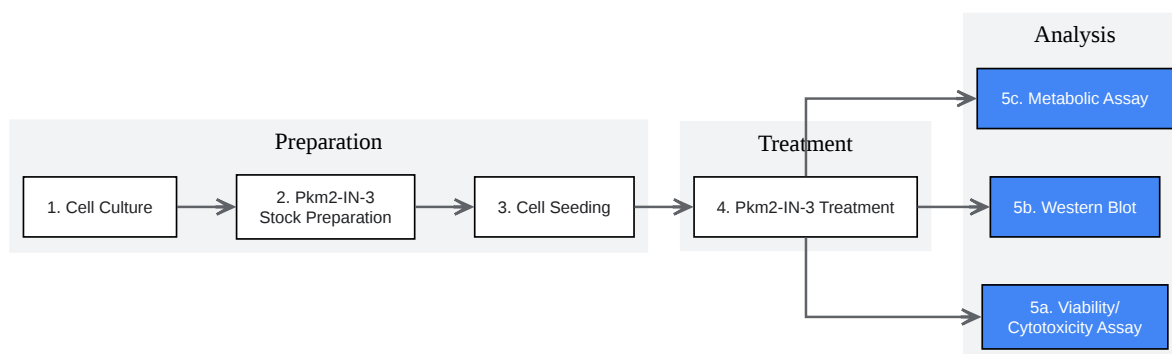 Preparation
1. Cell Culture
2. Pkm2-IN-3
Stock Preparation
3. Cell Seeding
Treatment
4. Pkm2-IN-3 Treatment
Analysis
5c. Metabolic Assay
5b. Western Blot
5a. Viability/
Cytotoxicity Assay